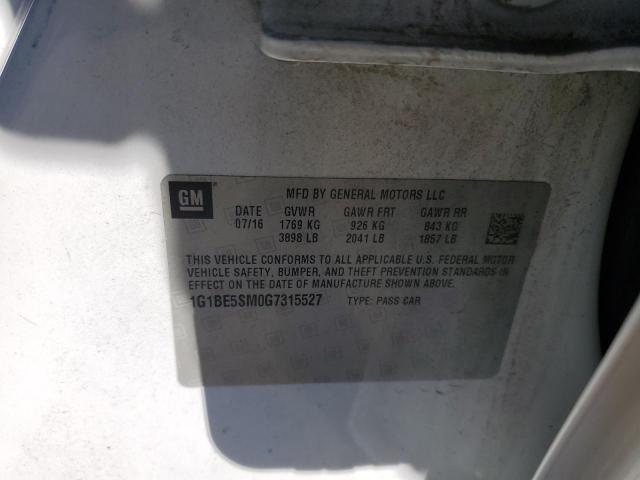 GM MFD BY GENERAL MOTORS LLC
DATE GVWR GAWR FRT GAWR RR
07/16 1769 KG 926 KG 843 KG
3898 LB 2041 LB 1857 LB
THIS VEHICLE CONFORMS TO ALL APPLICABLE U.S. FEDERAL MOTOR
VEHICLE SAFETY, BUMPER, AND THEFT PREVENTION STANDARDS IN
EFFECT ON THE DATE OF MANUFACTURE SHOWN ABOVE.
1G1BE5SM0G7315527 TYPE: PASS CAR